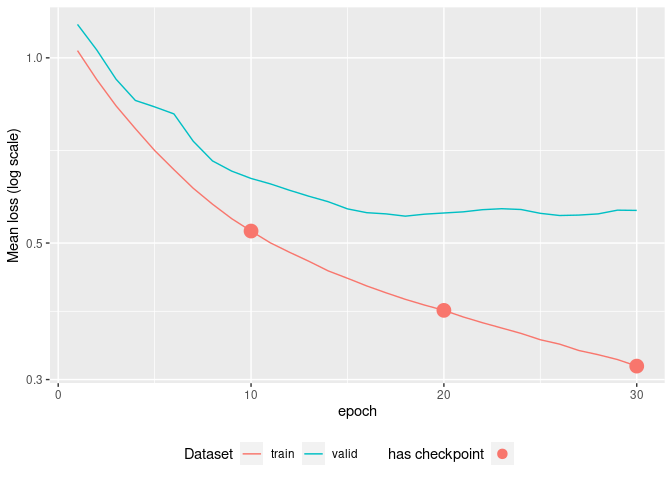 Mean loss (log scale)
1.0
0.5
0.3
0 10 20 30
epoch
Dataset train valid has checkpoint